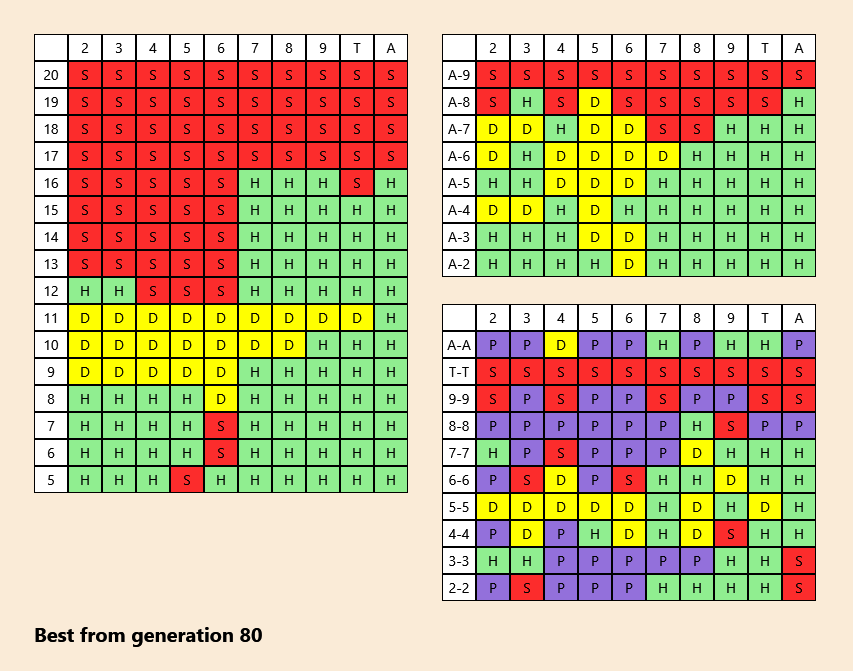 2 3 4 5 6 7 8 9 T A
20 S S S S S S S S S S
19 S S S S S S S S S S
18 S S S S S S S S S S
17 S S S S S S S S S S
16 S S S S S H H H S H
15 S S S S S H H H H H
14 S S S S S H H H H H
13 S S S S S H H H H H
12 H H S S S H H H H H
11 D D D D D D D D D H
10 D D D D D D D H H H
9 D D D D D H H H H H
8 H H H H D H H H H H
7 H H H H S H H H H H
6 H H H H S H H H H H
5 H H H S H H H H H H
2 3 4 5 6 7 8 9 T A
A-9 S S S S S S S S S S
A-8 S H S D S S S S S H
A-7 D D H D D S S H H H
A-6 D H D D D D H H H H
A-5 H H D D D H H H H H
A-4 D D H D H H H H H H
A-3 H H H D D H H H H H
A-2 H H H H D H H H H H
2 3 4 5 6 7 8 9 T A
A-A P P D P P H P H H P
T-T S S S S S S S S S S
9-9 S P S P P S P P S S
8-8 P P P P P P H S P P
7-7 H P S P P P D H H H
6-6 P S D P S H H D H H
5-5 D D D D D H D H D H
4-4 P D P H D H D S H H
3-3 H H P P P P P H H S
2-2 P S P P P H H H H S
Best from generation 80